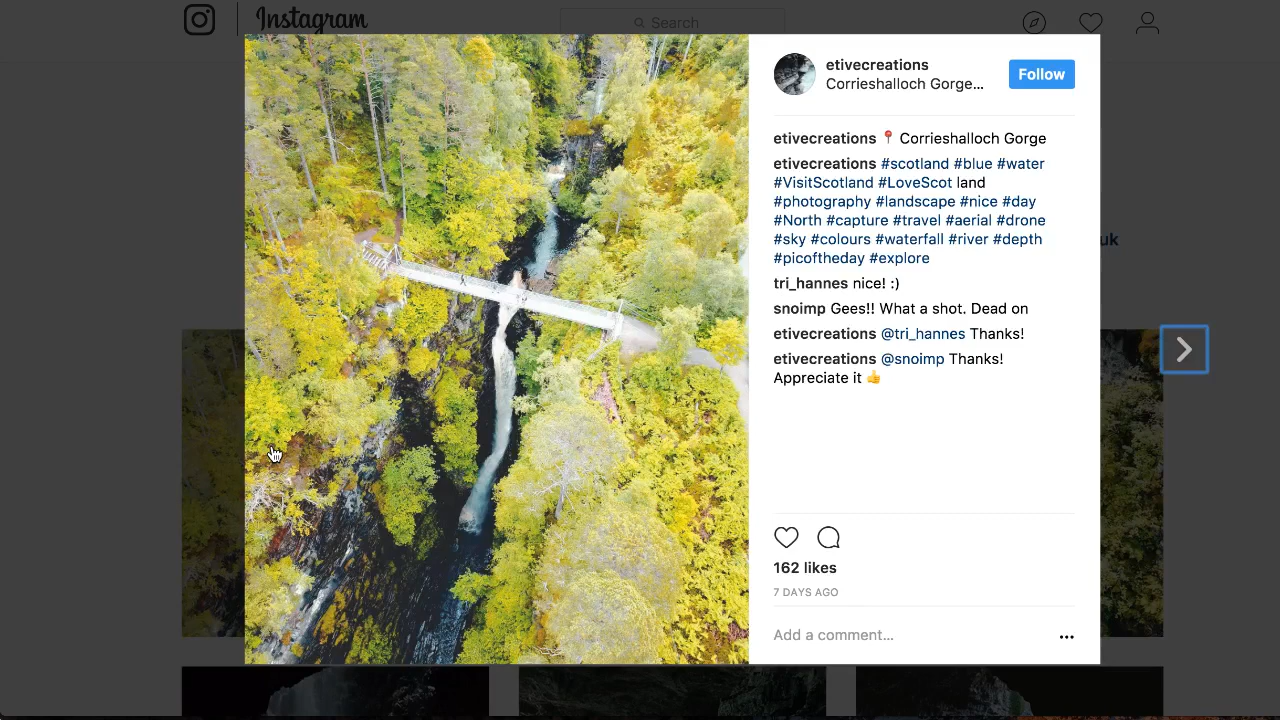 Instagram
Search
etivecreations
Corrieshalloch Gorge...
Follow
etivecreations 📍 Corrieshalloch Gorge
etivecreations #scotland #blue #water
#VisitScotland #LoveScot land
#photography #landscape #nice #day
#North #capture #travel #aerial #drone
#sky #colours #waterfall #river #depth
#picoftheday #explore
tri_hannes nice! :)
snoimp Gees!! What a shot. Dead on
etivecreations @tri_hannes Thanks!
etivecreations @snoimp Thanks!
Appreciate it 👍
uk
162 likes
7 DAYS AGO
Add a comment...